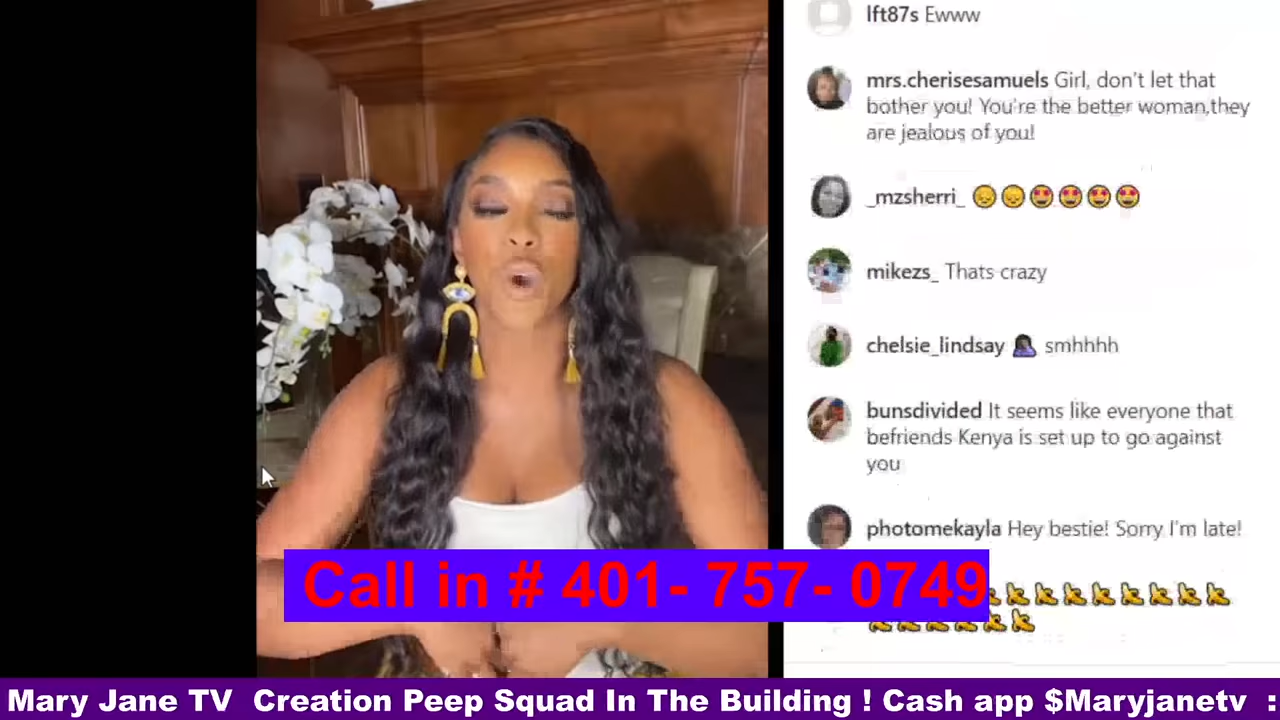 lft87s Ewww
mrs.cherisesamuels Girl, don't let that
bother you! You're the better woman,they
are jealous of you!
_mzsherri_ 😔😔😍😍😍😍
mikezs_ Thats crazy
chelsie_lindsay 🤦🏿‍♀️ smhhhh
bunsdivided It seems like everyone that
befriends Kenya is set up to go against
you
photomekayla Hey bestie! Sorry I'm late!
Call in # 401- 757- 0749
Mary Jane TV Creation Peep Squad In The Building ! Cash app $Maryjanetv :